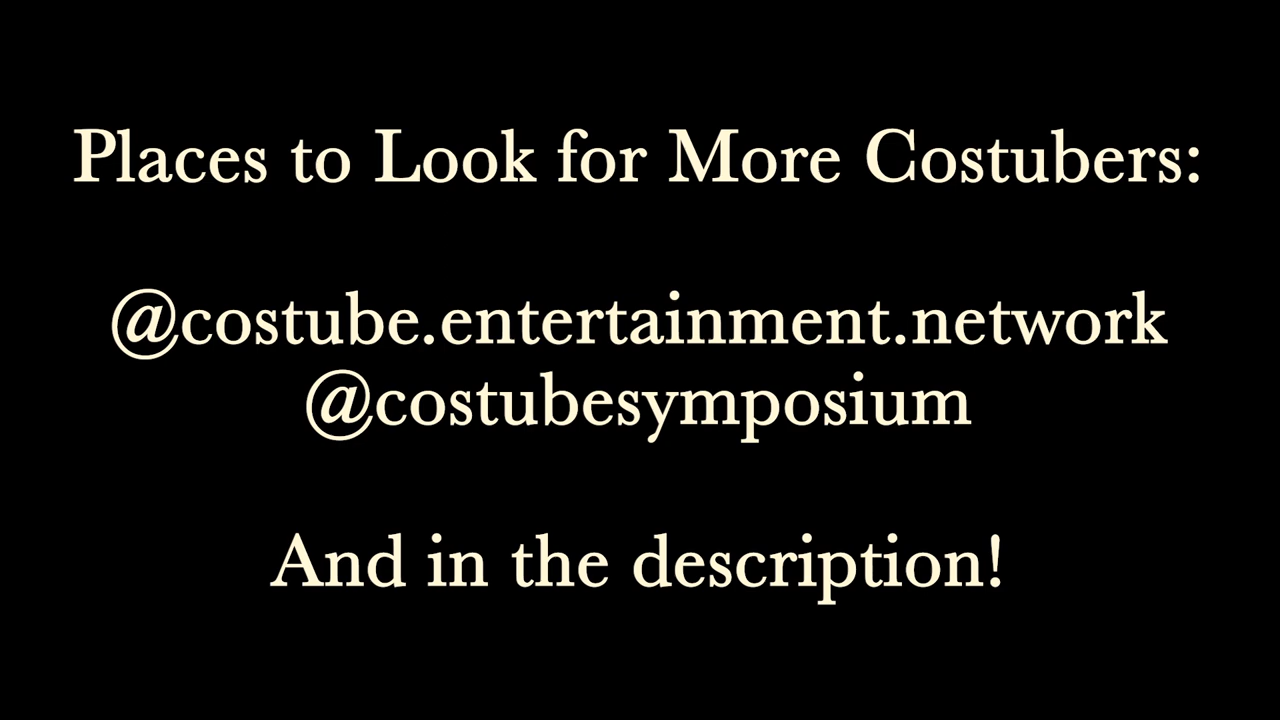 Places to Look for More Costubers:
@costube.entertainment.network
@costubesymposium
And in the description!